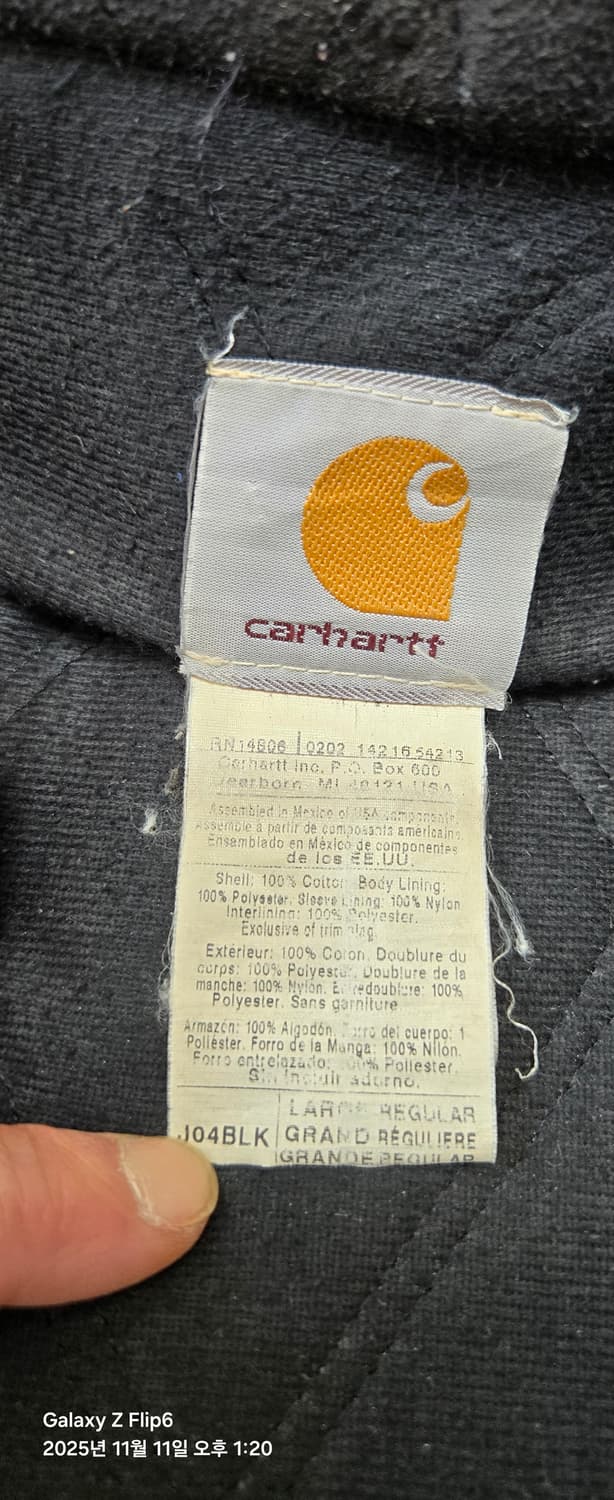 carhartt
RN14806 0202 14216 54213
Carhartt Inc. P.O. Box 600
Dearborn, MI 48121 USA
Assembled in Mexico of USA components.
Assemblé à partir de composants américains.
Ensamblado en México de componentes
de los EE.UU.
Shell: 100% Cotton Body Lining:
100% Polyester. Sleeve Lining: 100% Nylon
Interlining: 100% Polyester.
Exclusive of trimming.
Extérieur: 100% Coton. Doublure du
corps: 100% Polyester. Doublure de la
manche: 100% Nylon. 100%
Polyester. Sans garniture
Armazón: 100% Algodón. Forro del cuerpo: 1
Poliéster. Forro de la Manga: 100% Nilón.
Forro entrelazado: 100% Poliester.
Sin incluir adorno.
J04BLK
LARGE REGULAR
GRAND RÉGULIERE
GRANDE REGULAR
Galaxy Z Flip6
2025년 11월 11일 오후 1:20